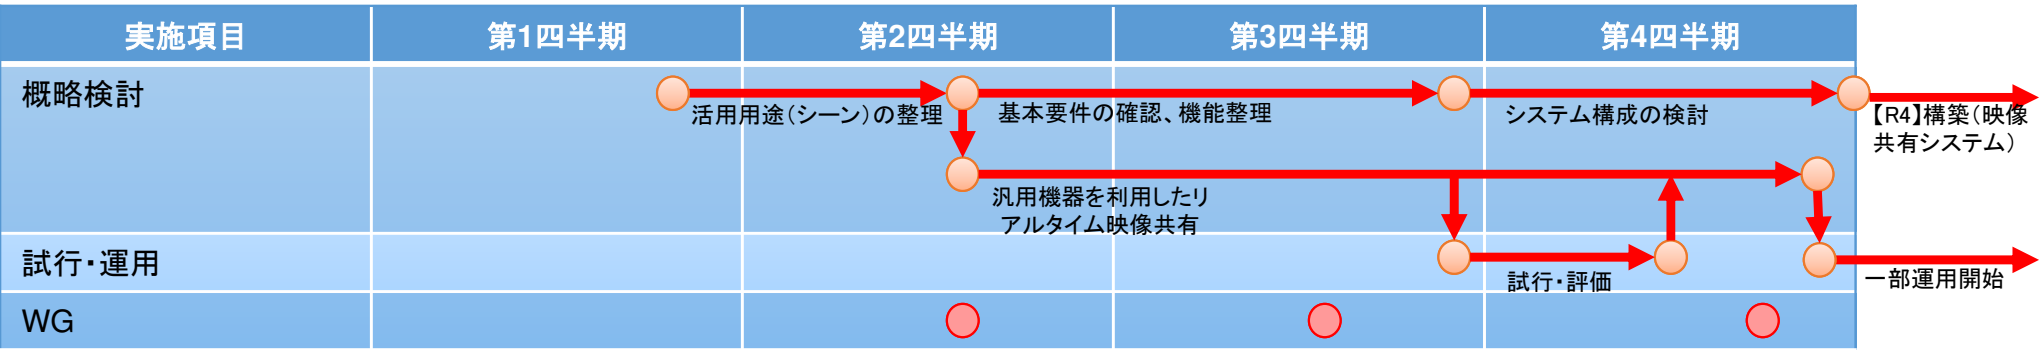 実施項目 第1四半期 第2四半期 第3四半期 第4四半期
概略検討
活用用途（シーン）の整理
基本要件の確認、機能整理
システム構成の検討
【R4】構築（映像
共有システム）
汎用機器を利用したリ
アルタイム映像共有
試行・運用
試行・評価
一部運用開始
WG